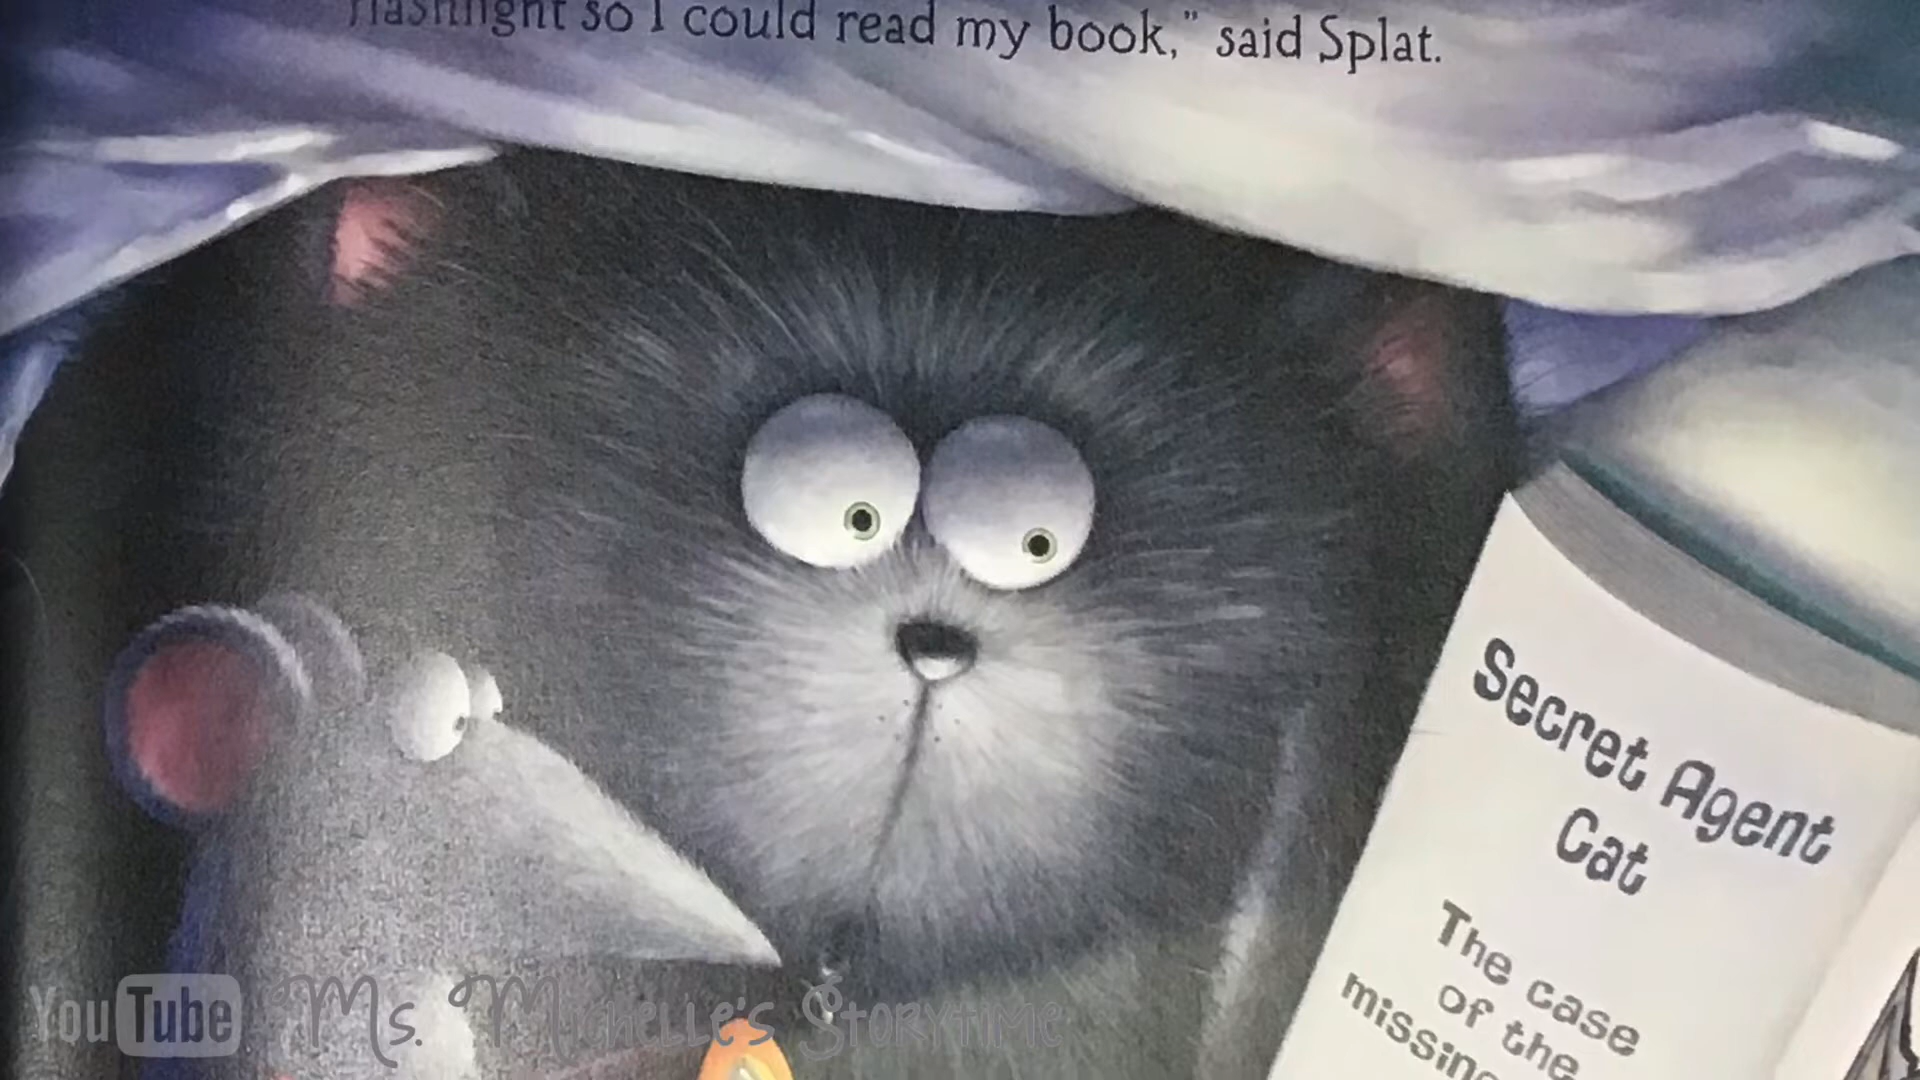 flashlight so I could read my book," said Splat.
Secret Agent
Cat
The case
of the
missing
YouTube Ms. Michelle's Storytime